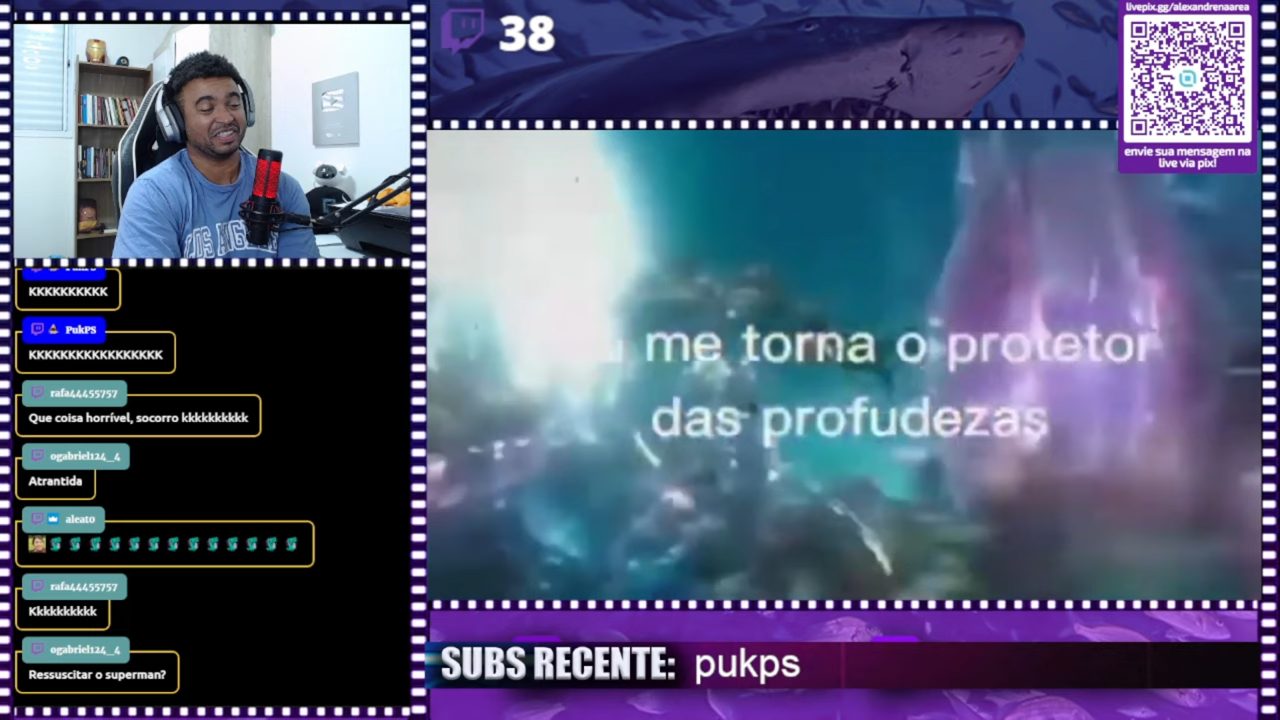 38
livepix.gg/alexandrenaarea
envie sua mensagem na
live via pix!
me torna o protetor
das profudezas
KKKKKKKKKK
PukPS
KKKKKKKKKKKKKKKKK
rafa44455757
Que coisa horrível, socorro kkkkkkkkkk
ogabriel124_4
Atrantida
aleato
rafa44455757
Kkkkkkkkkk
ogabriel124_4
Ressuscitar o superman?
SUBS RECENTE: pukps